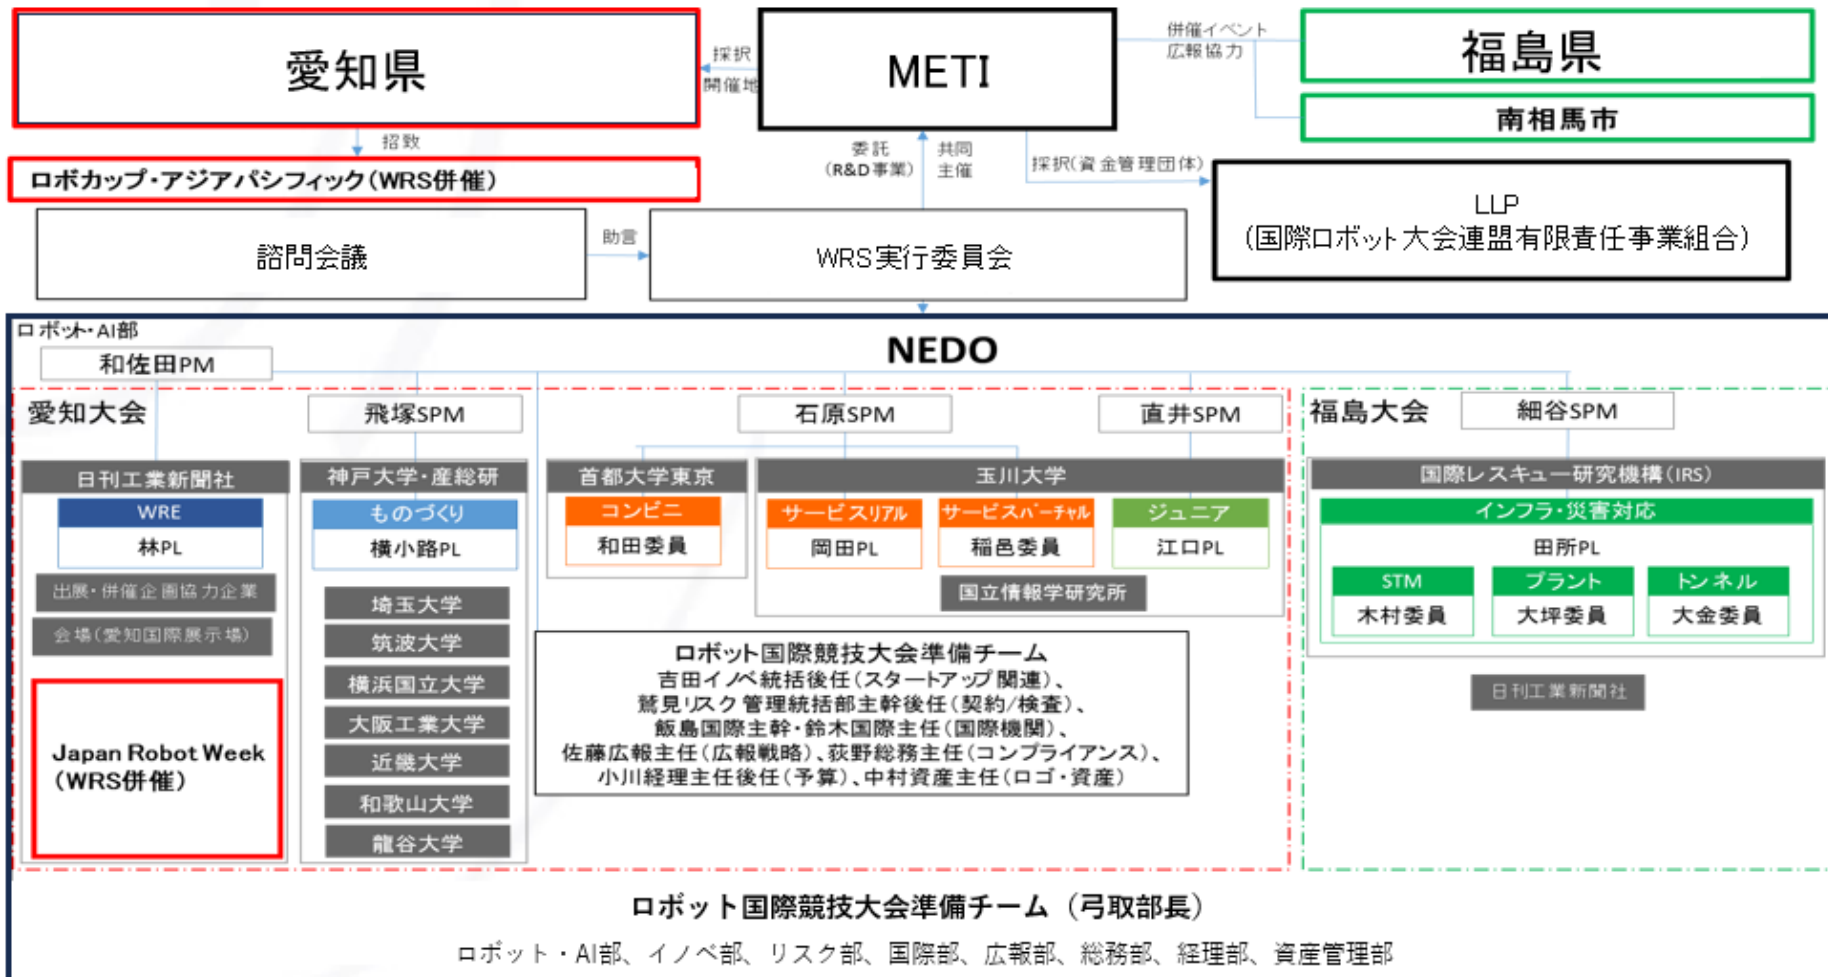 愛知県
採択
開催地
METI
併催イベント
広報協力
福島県
南相馬市
招致
ロボカップ・アジアパシフィック(WRS併催)
委託
(R&D事業)
共同
主催
採択(資金管理団体)
LLP
(国際ロボット大会連盟有限責任事業組合)
諮問会議
助言
WRS実行委員会
ロボット・AI部
NEDO
和佐田PM
愛知大会
飛塚SPM
石原SPM
直井SPM
福島大会
細谷SPM
日刊工業新聞社
WRE
林PL
出展・併催企画協力企業
会場(愛知国際展示場)
Japan Robot Week
(WRS併催)
神戸大学・産総研
ものづくり
横小路PL
埼玉大学
筑波大学
横浜国立大学
大阪工業大学
近畿大学
和歌山大学
龍谷大学
首都大学東京
コンビニ
和田委員
玉川大学
サービスリアル
岡田PL
サービスバーチャル
稲邑委員
ジュニア
江口PL
国立情報学研究所
国際レスキュー研究機構(IRS)
インフラ・災害対応
田所PL
STM
木村委員
プラント
大坪委員
トンネル
大金委員
日刊工業新聞社
ロボット国際競技大会準備チーム
吉田イノベ統括後任(スタートアップ関連)、
鷲見リスク管理統括部主幹後任(契約/検査)、
飯島国際主幹・鈴木国際主任(国際機関)、
佐藤広報主任(広報戦略)、荻野総務主任(コンプライアンス)、
小川経理主任後任(予算)、中村資産主任(ロゴ・資産)
ロボット国際競技大会準備チーム(弓取部長)
ロボット・AI部、イノベ部、リスク部、国際部、広報部、総務部、経理部、資産管理部